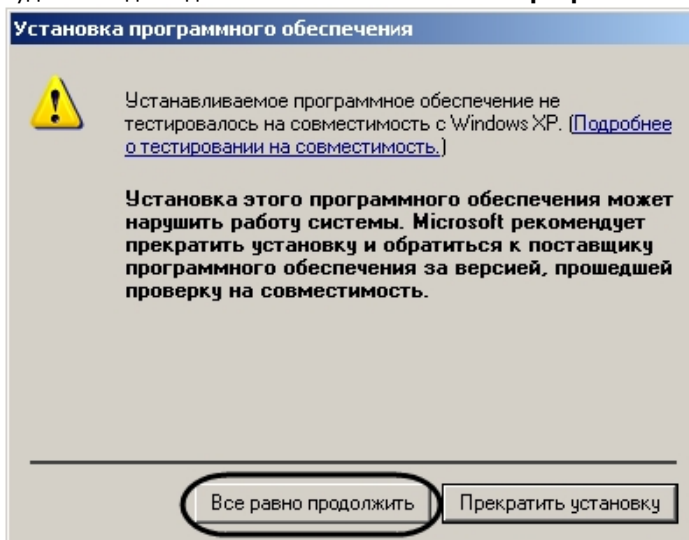 Установка программного обеспечения
Устанавливаемое программное обеспечение не
тестировалось на совместимость с Windows XP. (Подробнее
о тестировании на совместимость.)
Установка этого программного обеспечения может
нарушить работу системы. Microsoft рекомендует
прекратить установку и обратиться к поставщику
программного обеспечения за версией, прошедшей
проверку на совместимость.
Все равно продолжить Прекратить установку